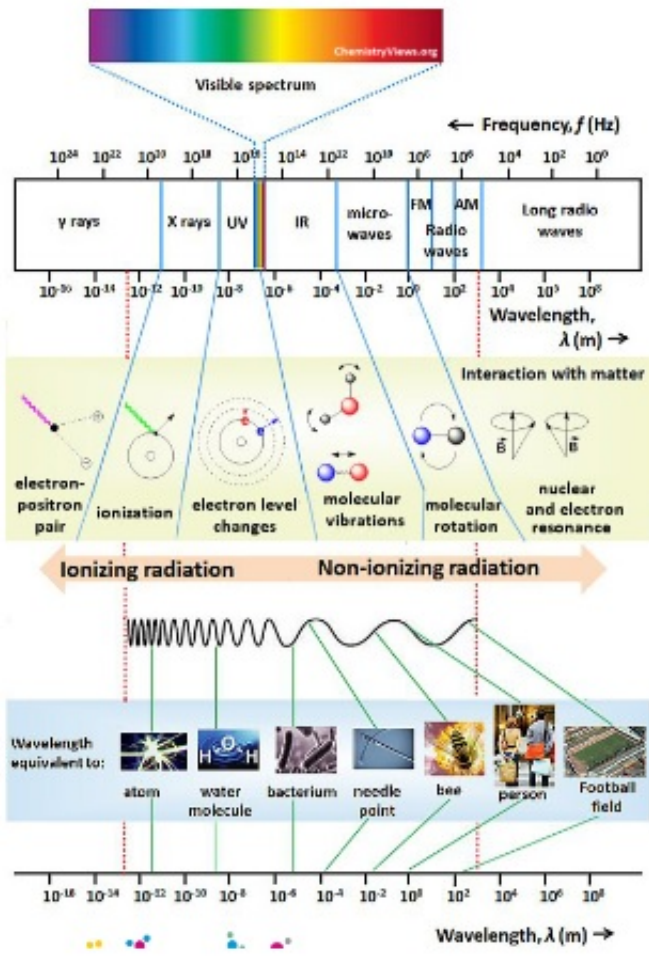 ChemistryViews.org
Visible spectrum
← Frequency, f (Hz)
10²⁴ 10²² 10²⁰ 10¹⁸ 10¹⁶ 10¹⁴ 10¹² 10¹⁰ 10⁶ 10⁴ 10² 10⁰
γ rays X rays UV IR micro- FM AM Long radio
waves Radio waves
waves
10⁻¹⁶ 10⁻¹⁴ 10⁻¹² 10⁻¹⁰ 10⁻⁸ 10⁻⁶ 10⁻⁴ 10⁻² 10⁰ 10² 10⁴ 10⁶ 10⁸
Wavelength,
λ (m) →
Interaction with matter
B B
electron-
positron
pair
ionization
electron level
changes
molecular
vibrations
molecular
rotation
nuclear
and electron
resonance
Ionizing radiation Non-ionizing radiation
Wavelength
equivalent to:
H O H
atom
water
molecule
bacterium
needle
point
bee
person
Football
field
10⁻¹⁶ 10⁻¹⁴ 10⁻¹² 10⁻¹⁰ 10⁻⁸ 10⁻⁶ 10⁻⁴ 10⁻² 10⁰ 10² 10⁴ 10⁶ 10⁸
Wavelength, λ (m) →